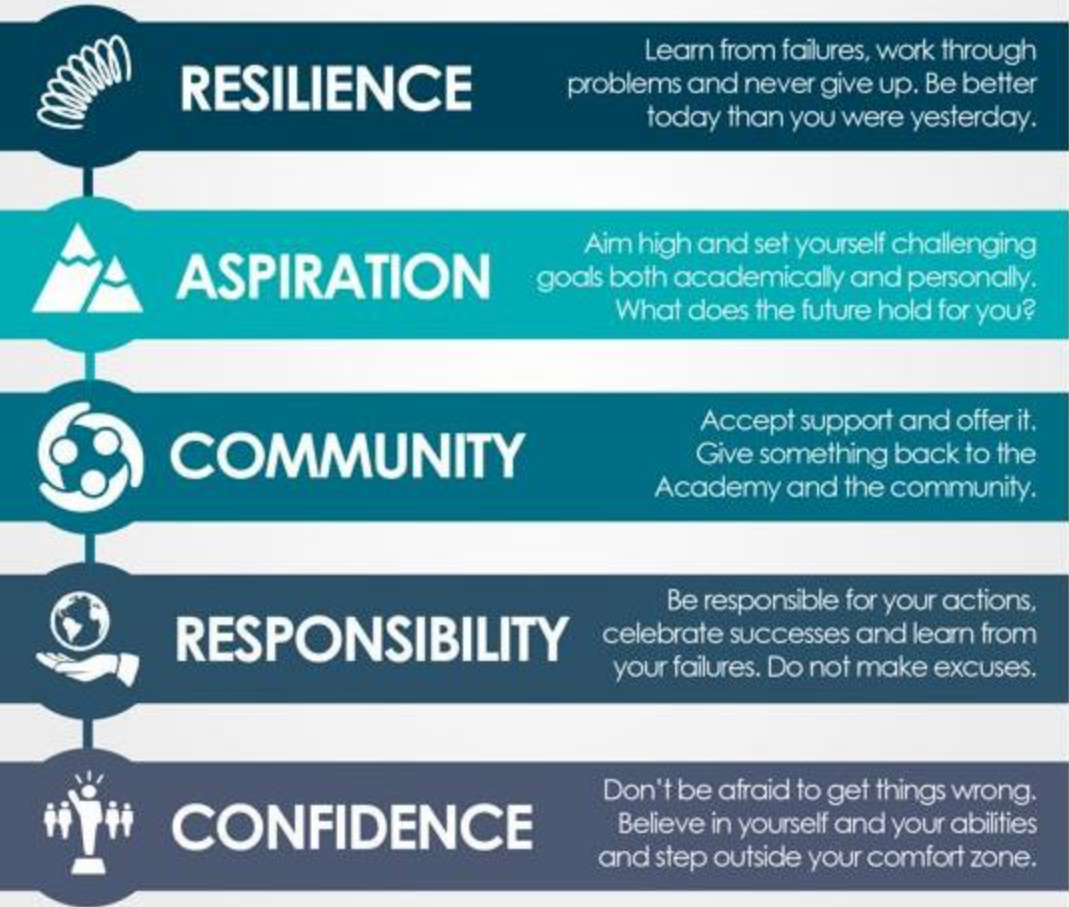 RESILIENCE
Learn from failures, work through
problems and never give up. Be better
today than you were yesterday.
ASPIRATION
Aim high and set yourself challenging
goals both academically and personally.
What does the future hold for you?
COMMUNITY
Accept support and offer it.
Give something back to the
Academy and the community.
RESPONSIBILITY
Be responsible for your actions,
celebrate successes and learn from
your failures. Do not make excuses.
CONFIDENCE
Don't be afraid to get things wrong.
Believe in yourself and your abilities
and step outside your comfort zone.